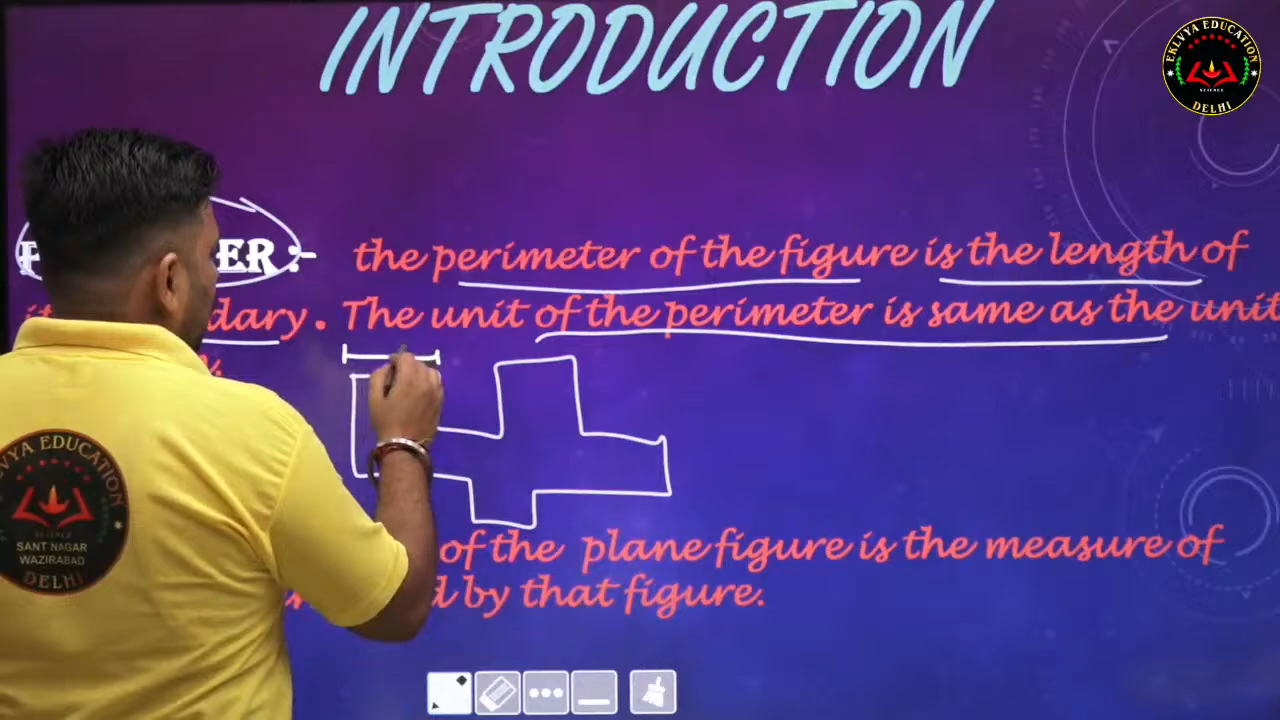 INTRODUCTION
EKLVYA EDUCATION
SCIENCE
DELHI
ER :- the perimeter of the figure is the length of
dary. The unit of the perimeter is same as the unit
of the plane figure is the measure of
d by that figure.
EDUCATION
SCIENCE
SANT NAGAR
WAZIRABAD
DELHI